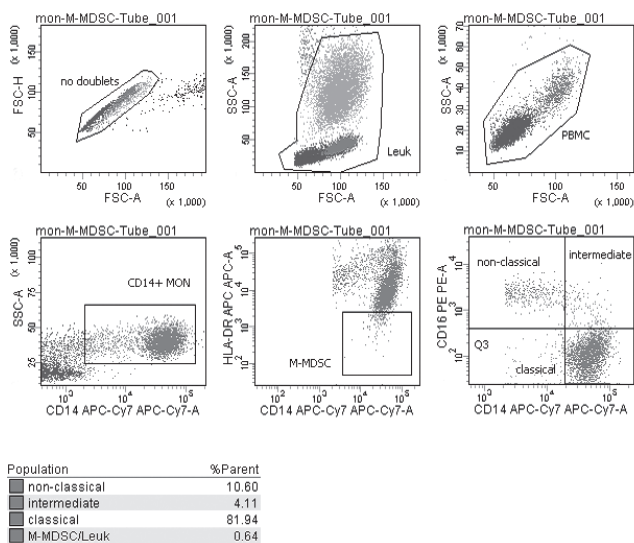 mon-M-MDSC-Tube_001
FSC-H (x 1,000)
50 100 150
no doublets
50 100 150
FSC-A
(x 1,000)
mon-M-MDSC-Tube_001
SSC-A (x 1,000)
50 100 150 200
Leuk
50 100 150
FSC-A
(x 1,000)
mon-M-MDSC-Tube_001
SSC-A (x 1,000)
10 20 30 40 50 60 70
PBMC
50 100 150
FSC-A
(x 1,000)
mon-M-MDSC-Tube_001
SSC-A (x 1,000)
25 50 75 100
CD14+ MON
10^3 10^4 10^5
CD14 APC-Cy7 APC-Cy7-A
mon-M-MDSC-Tube_001
HLA-DR APC APC-A
10^2 10^3 10^4 10^5
M-MDSC
10^3 10^4 10^5
CD14 APC-Cy7 APC-Cy7-A
mon-M-MDSC-Tube_001
CD16 PE PE-A
10^2 10^3 10^4
non-classical
intermediate
Q3
classical
10^3 10^4 10^5
CD14 APC-Cy7 APC-Cy7-A
Population %Parent
non-classical 10.60
intermediate 4.11
classical 81.94
M-MDSC/Leuk 0.64